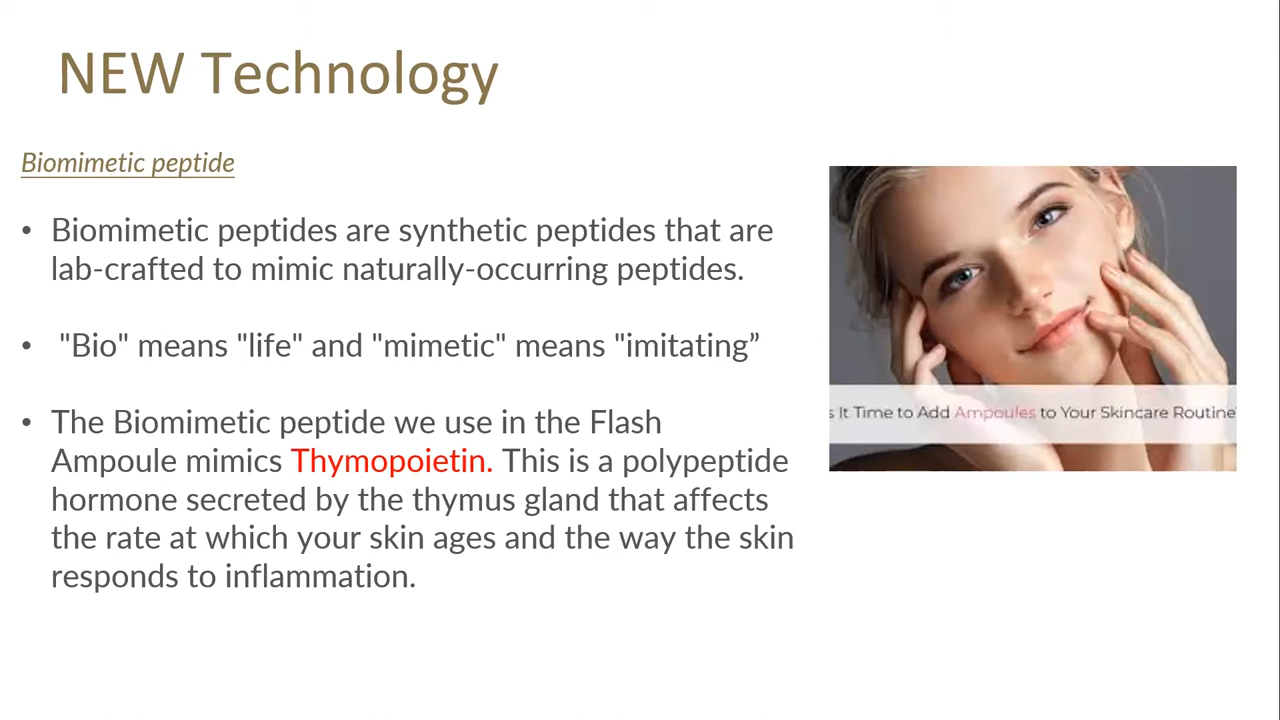 NEW Technology
Biomimetic peptide
• Biomimetic peptides are synthetic peptides that are
lab-crafted to mimic naturally-occurring peptides.
• "Bio" means "life" and "mimetic" means "imitating”
• The Biomimetic peptide we use in the Flash
Ampoule mimics Thymopoietin. This is a polypeptide
hormone secreted by the thymus gland that affects
the rate at which your skin ages and the way the skin
responds to inflammation.
s It Time to Add Ampoules to Your Skincare Routine?